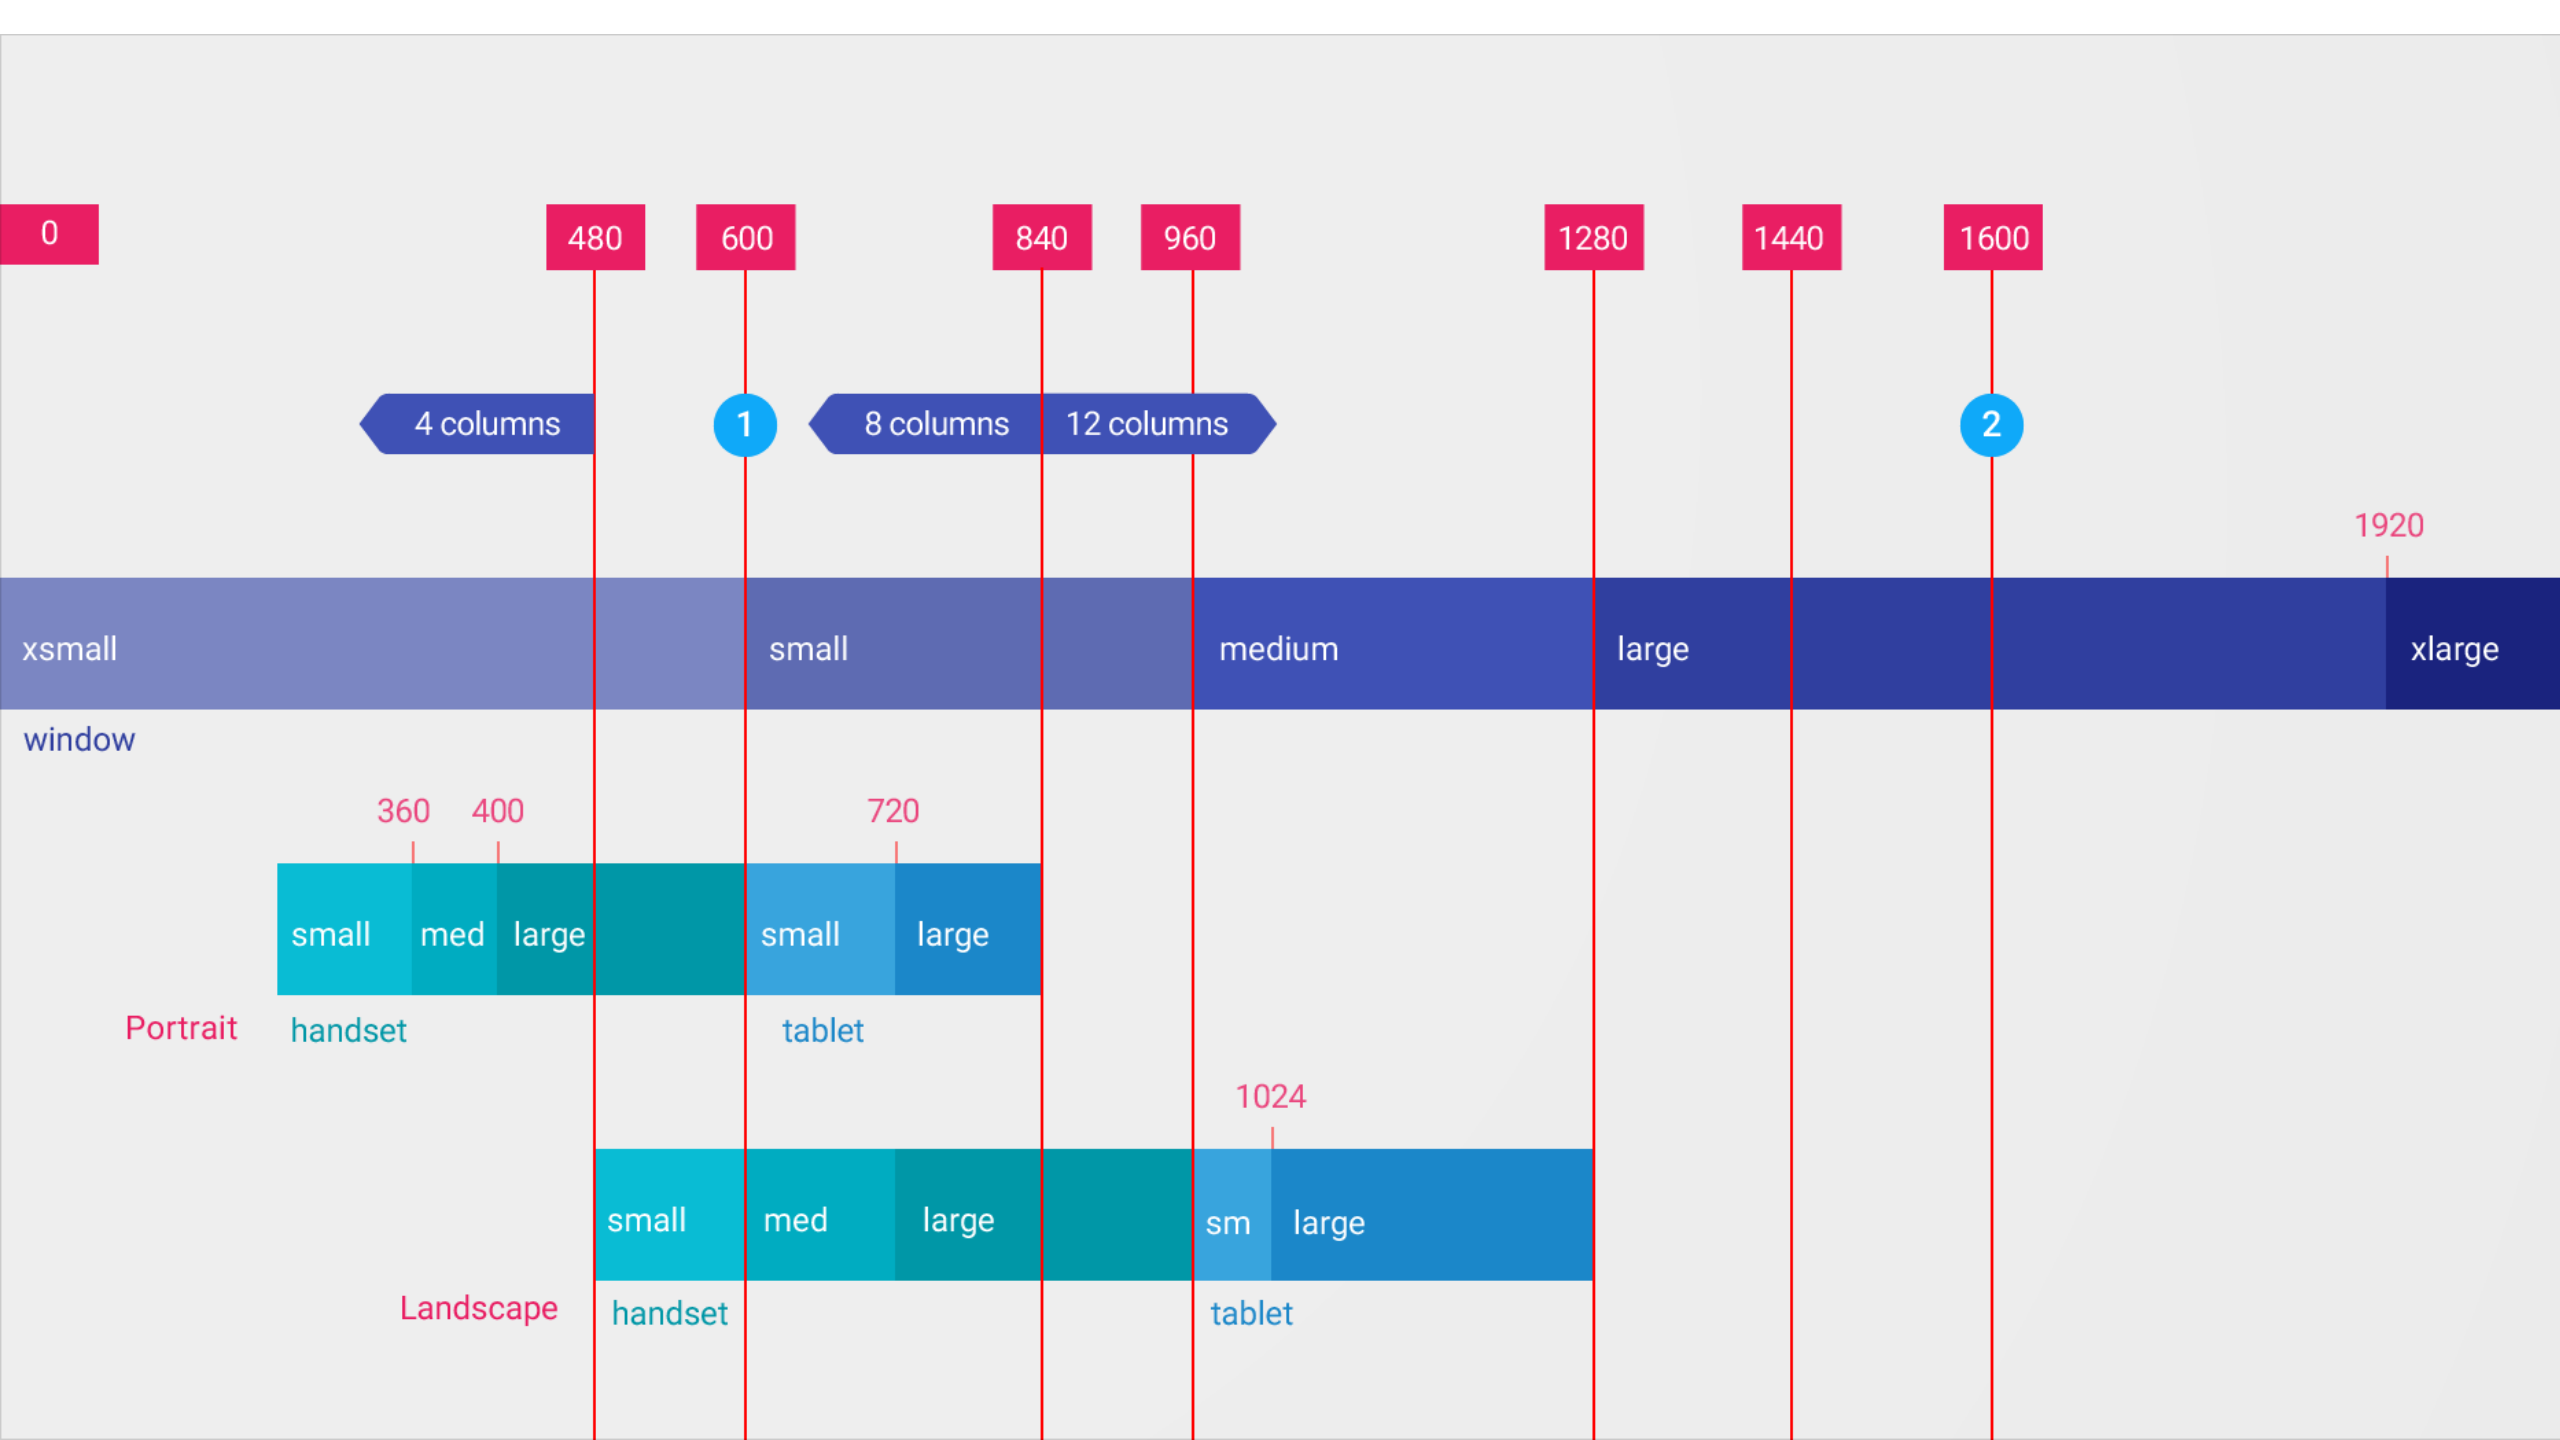 0
480
600
840
960
1280
1440
1600
4 columns
1
8 columns
12 columns
2
1920
xsmall
small
medium
large
xlarge
window
360
400
720
small
med
large
small
large
Portrait
handset
tablet
1024
small
med
large
sm
large
Landscape
handset
tablet